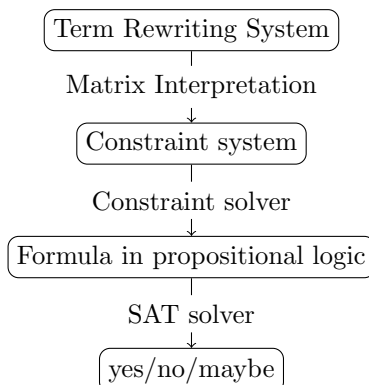 Term Rewriting System
Matrix Interpretation
Constraint system
Constraint solver
Formula in propositional logic
SAT solver
yes/no/maybe